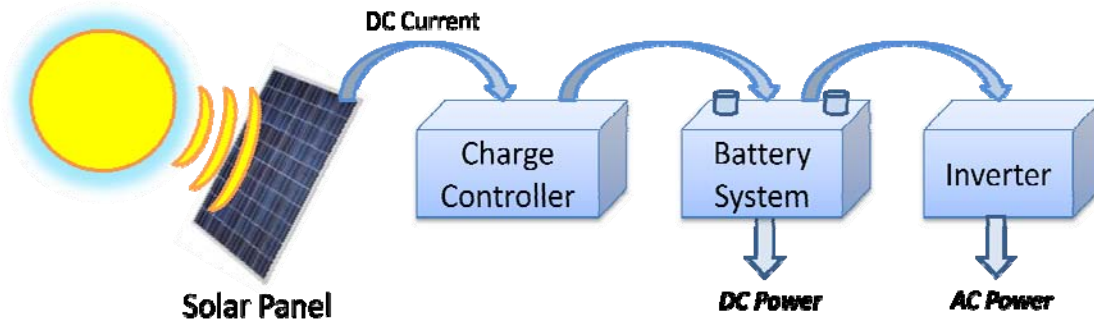 DC Current
Charge
Controller
Battery
System
Inverter
Solar Panel
DC Power
AC Power